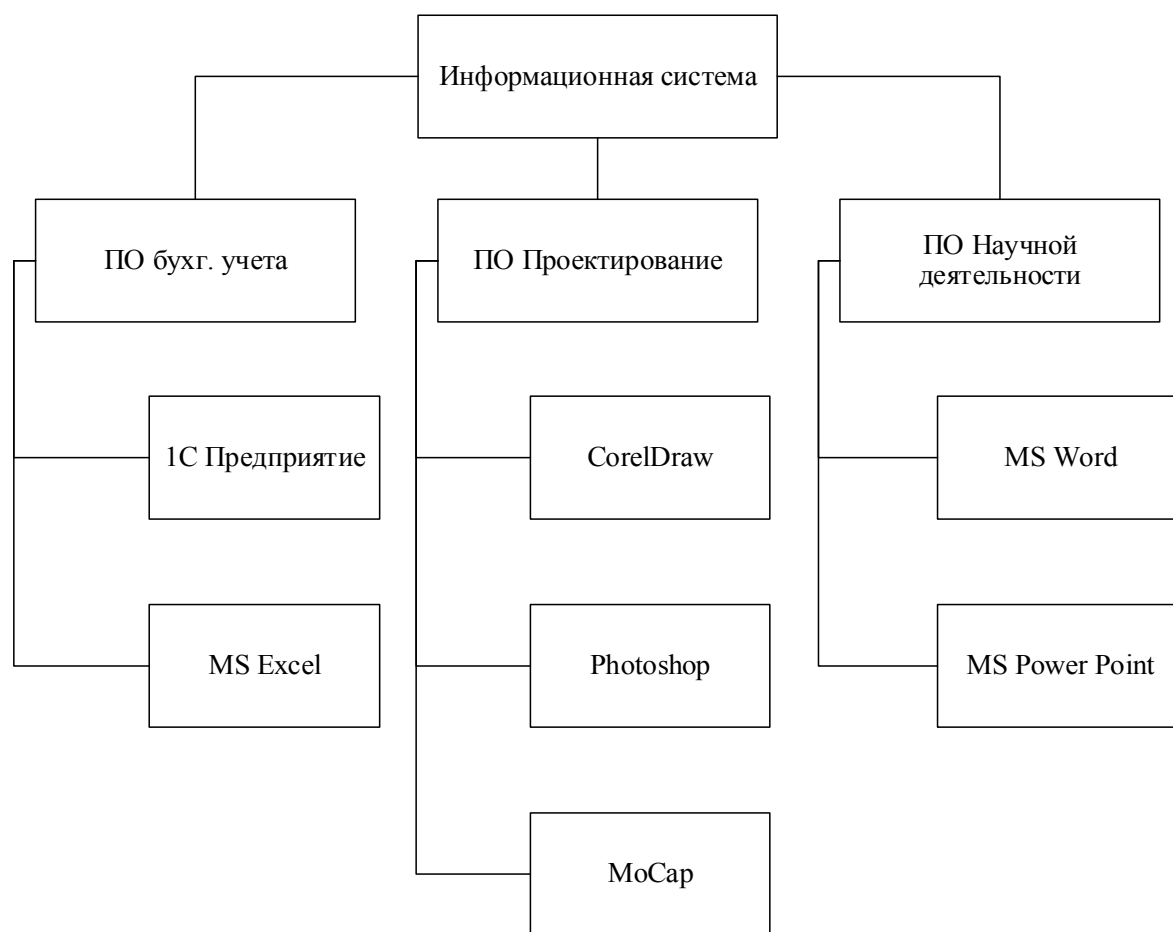 Информационная система
ПО бухг. учета
ПО Проектирование
ПО Научной
деятельности
1С Предприятие
CorelDraw
MS Word
MS Excel
Photoshop
MS Power Point
MoCap